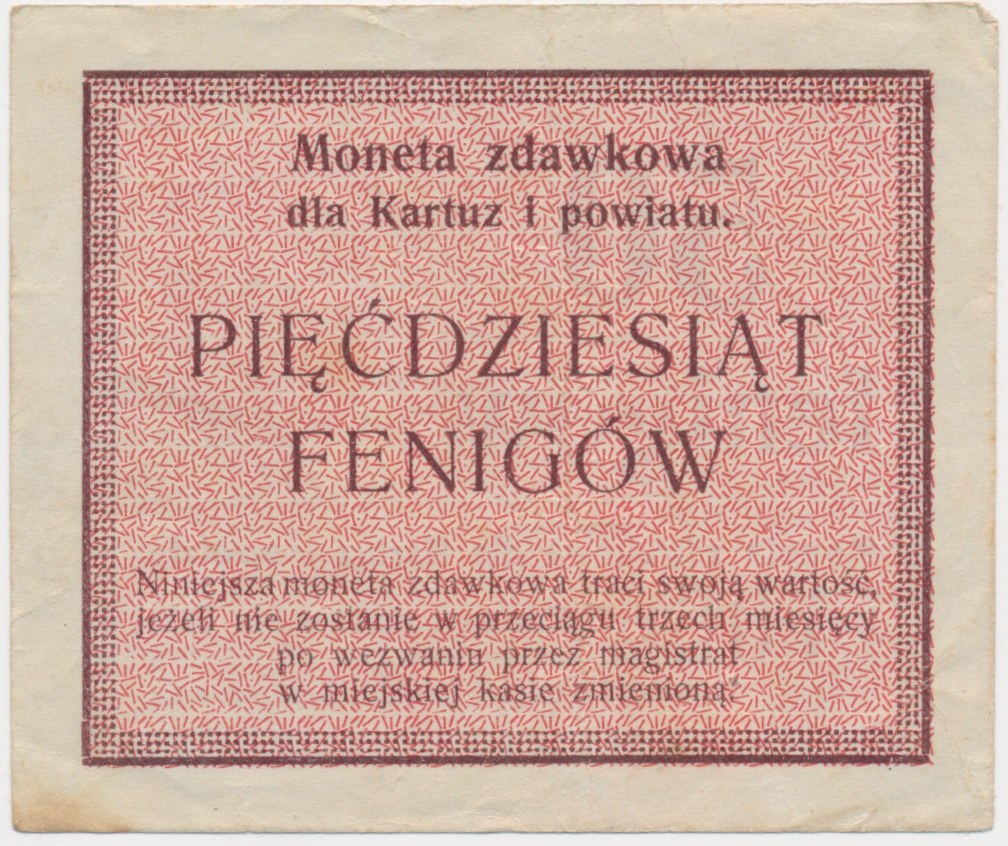 Moneta zdawkowa
dla Kartuz i powiatu.
PIĘĆDZIESIĄT
FENIGÓW
Niniejsza moneta zdawkowa traci swoją wartość,
jeżeli nie zostanie w przeciągu trzech miesięcy
po wezwaniu przez magistrat
w miejskiej kasie zmienioną.